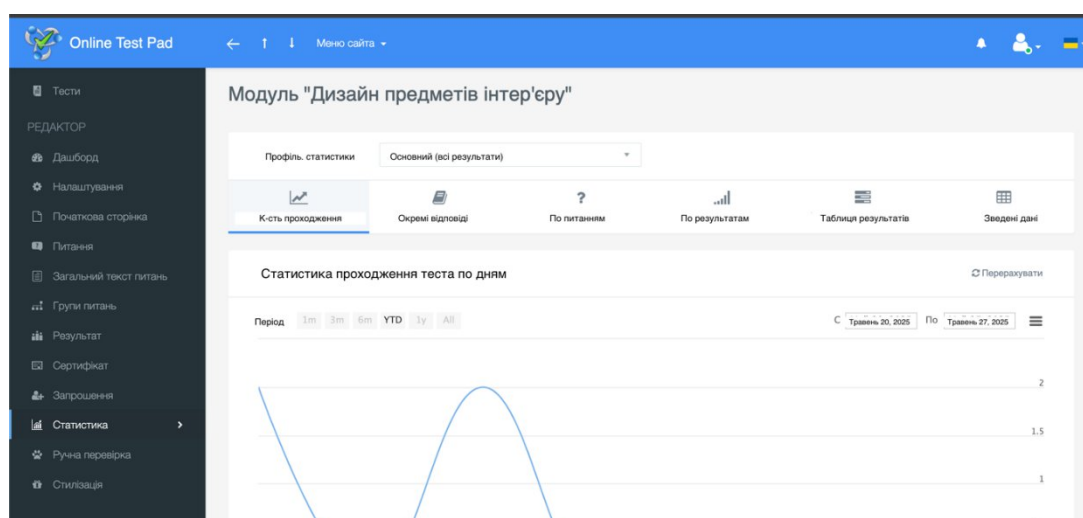 Online Test Pad
Меню сайта
Тести
РЕДАКТОР
Дашборд
Налаштування
Початкова сторінка
Питання
Загальний текст питань
Групи питань
Результат
Сертифікат
Запрошення
Статистика
Ручна перевірка
Стилізація
Модуль "Дизайн предметів інтер'єру"
Профіль. статистики Основний (всі результати)
К-сть проходження Окремі відповіді По питанням По результатам Таблиця результатів Зведені дані
Статистика проходження теста по дням Перерахувати
Період 1m 3m 6m YTD 1y All С Травень 20, 2025 По Травень 27, 2025
2
1.5
1